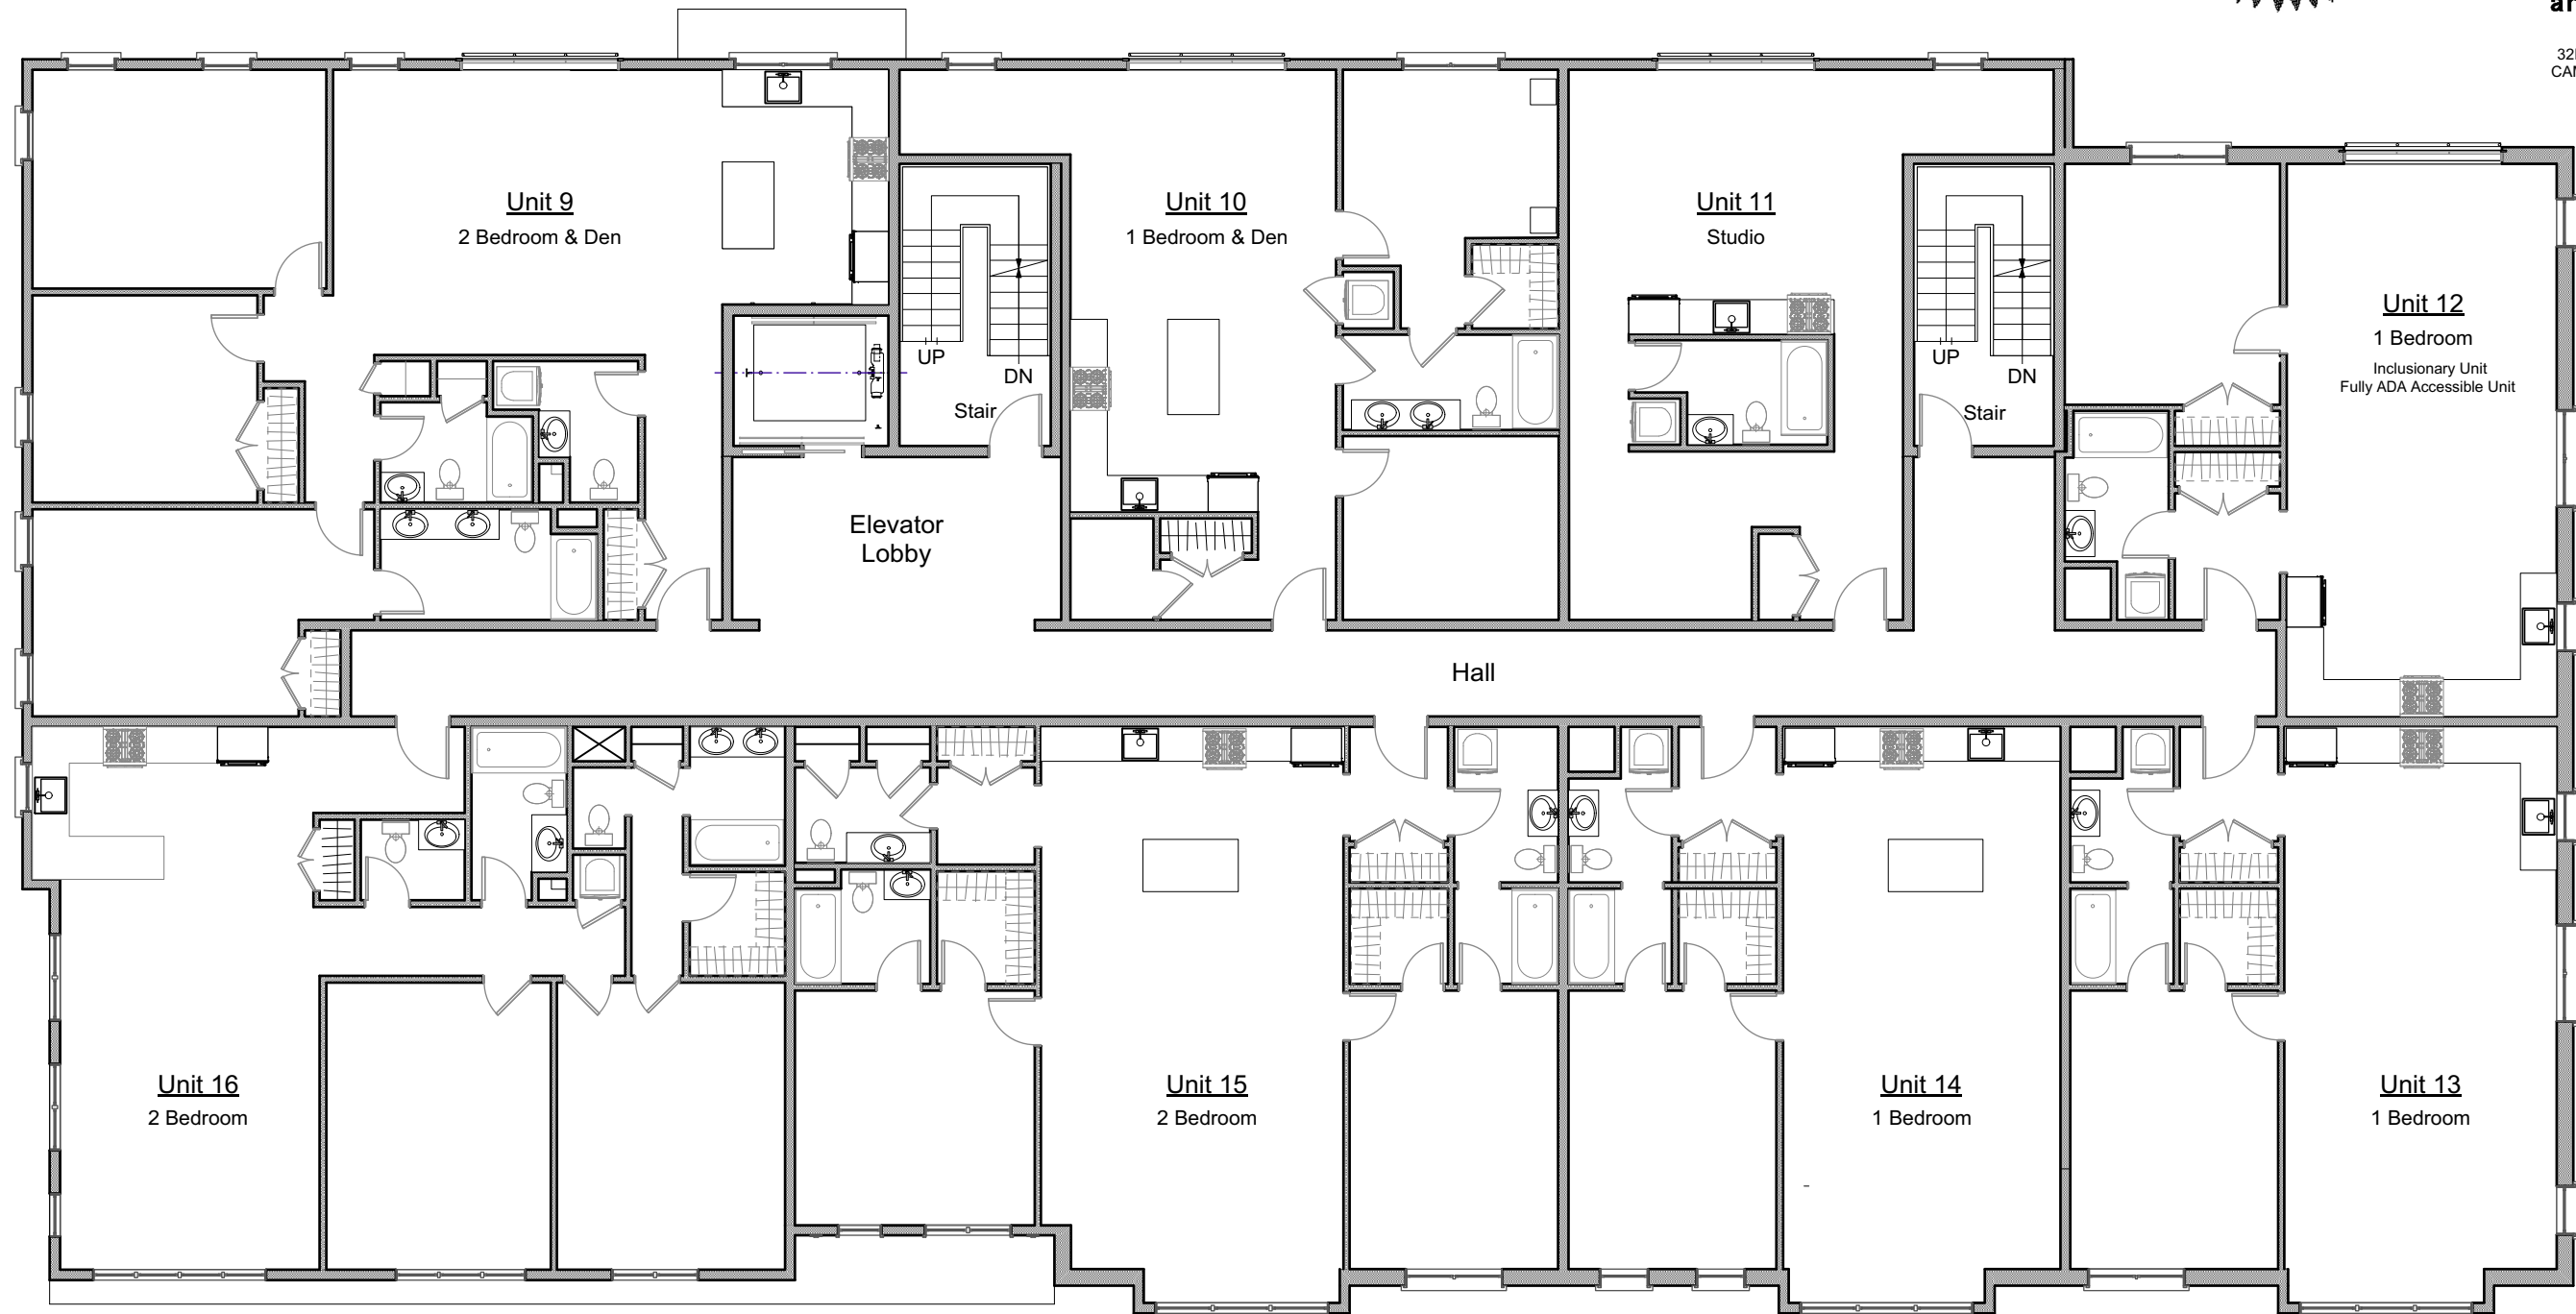 Unit 9
2 Bedroom & Den
Unit 10
1 Bedroom & Den
Unit 11
Studio
Unit 12
1 Bedroom
Inclusionary Unit
Fully ADA Accessible Unit
UP
DN
Stair
UP
DN
Stair
Elevator
Lobby
Hall
Unit 16
2 Bedroom
Unit 15
2 Bedroom
Unit 14
1 Bedroom
Unit 13
1 Bedroom